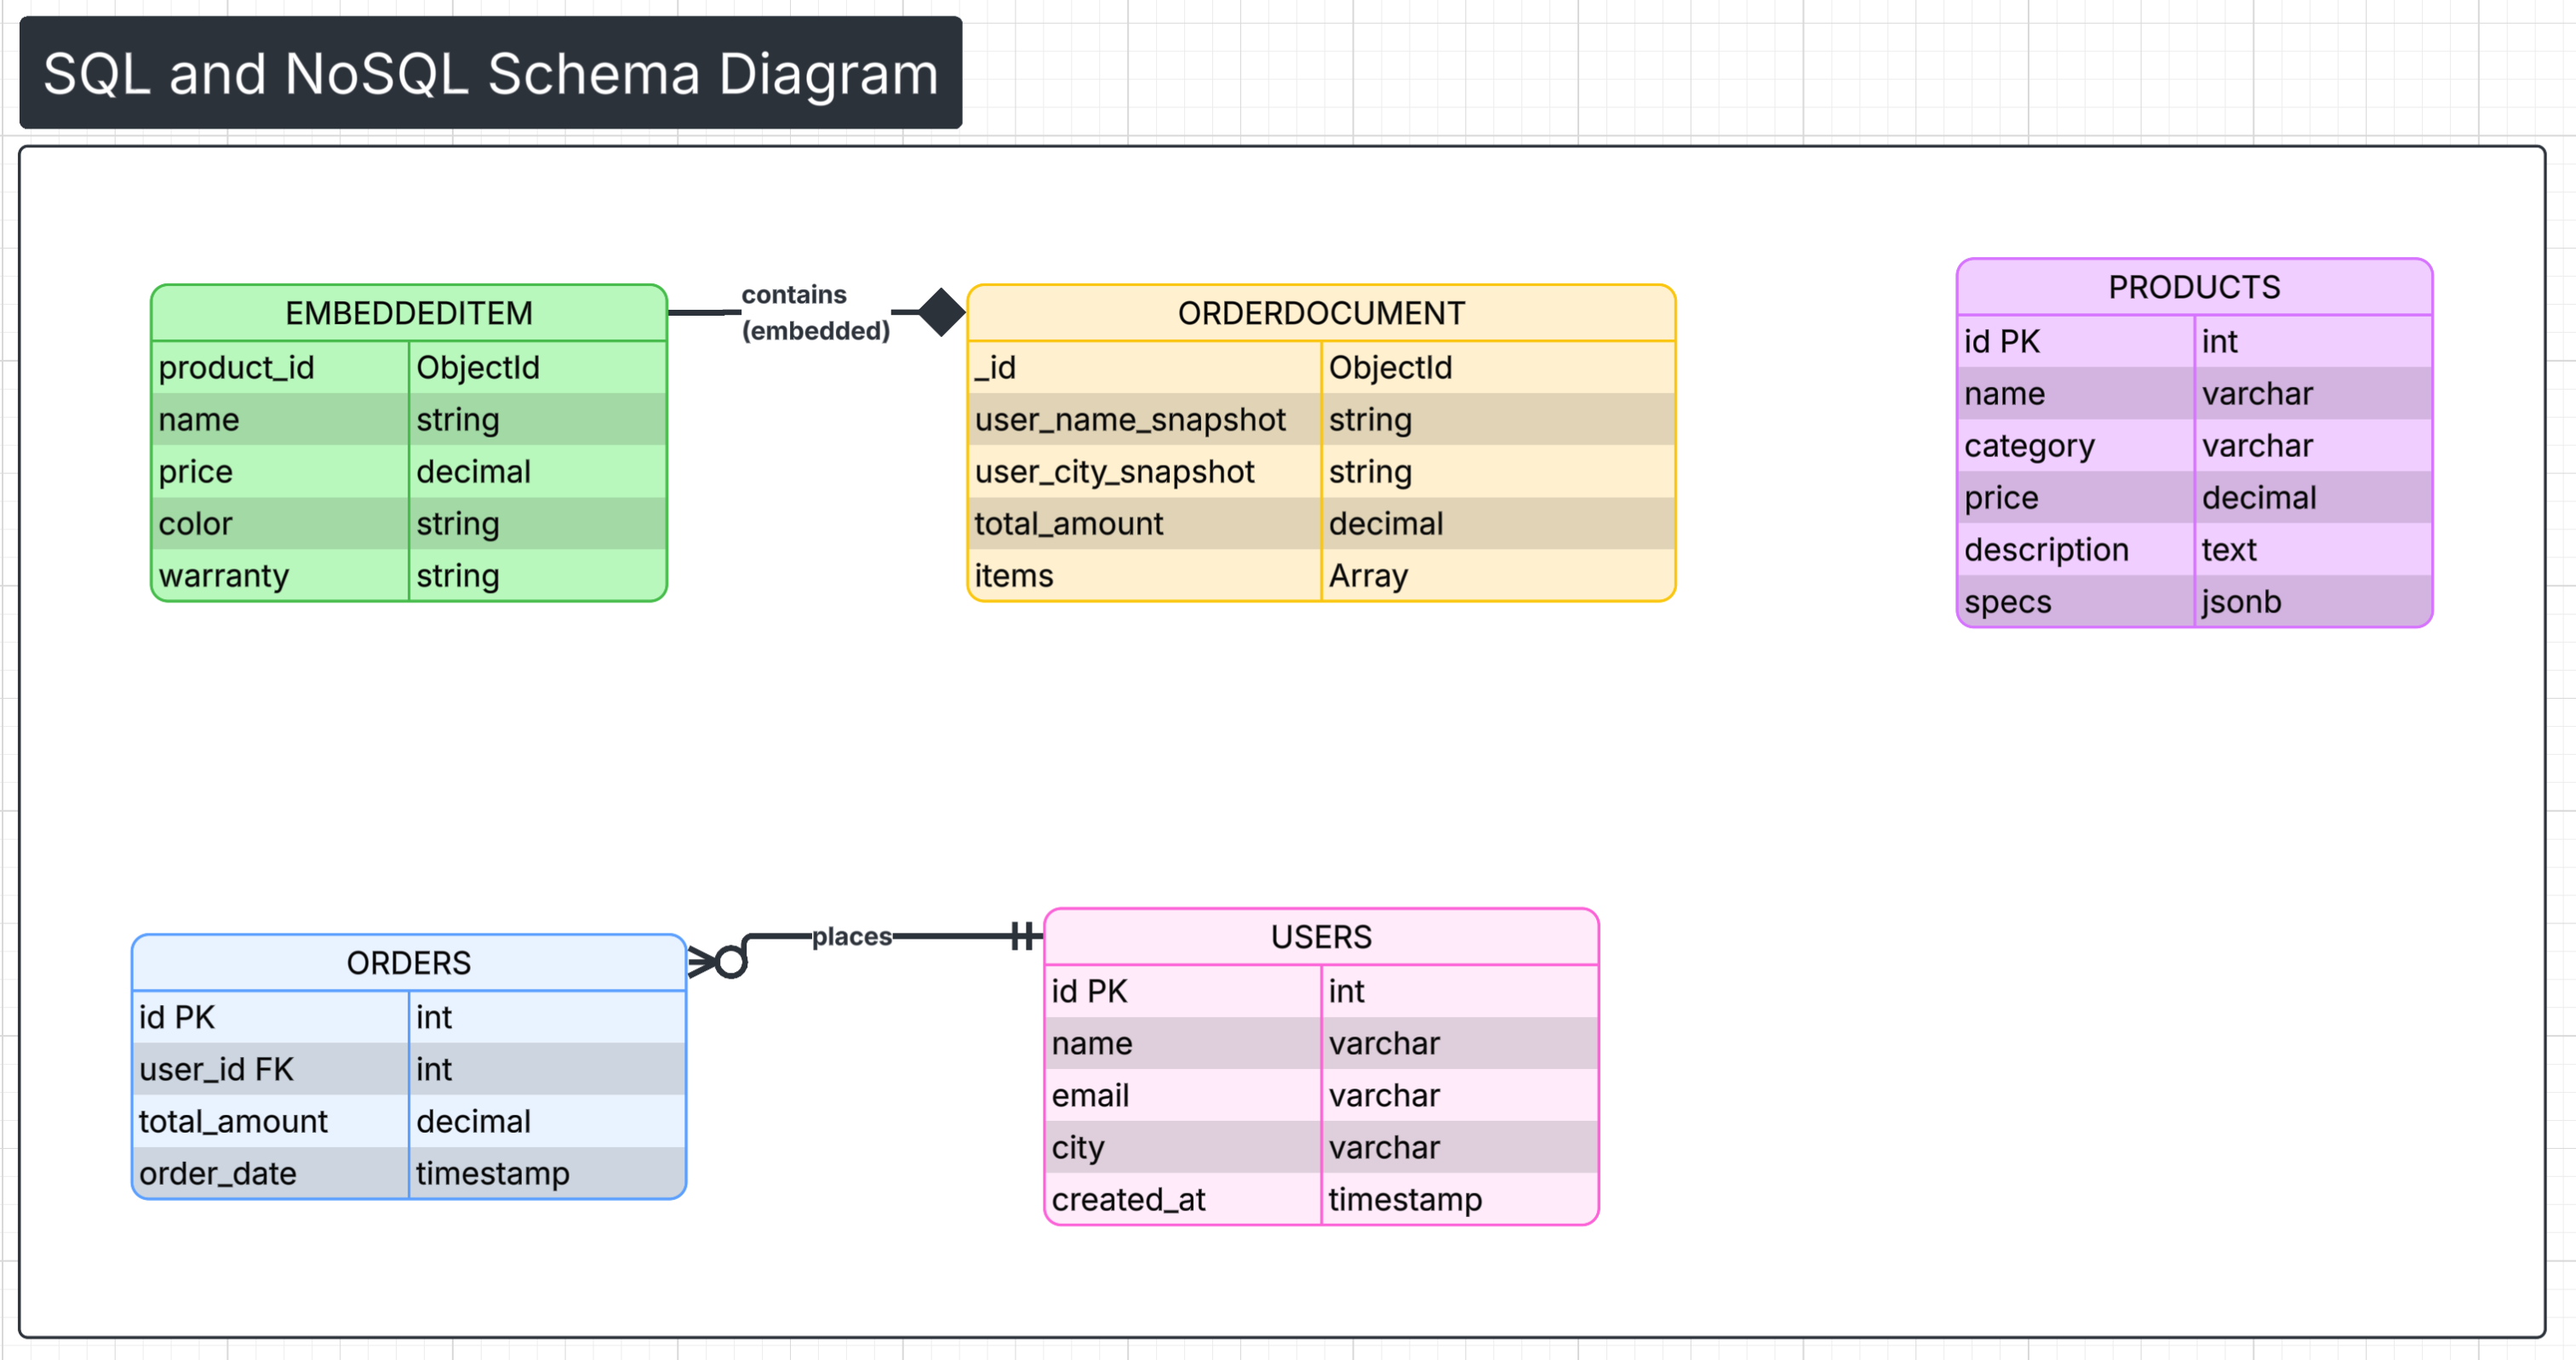 SQL and NoSQL Schema Diagram
EMBEDDEDITEM
product_id ObjectId
name string
price decimal
color string
warranty string
contains
(embedded)
ORDERDOCUMENT
_id ObjectId
user_name_snapshot string
user_city_snapshot string
total_amount decimal
items Array
PRODUCTS
id PK int
name varchar
category varchar
price decimal
description text
specs jsonb
ORDERS
id PK int
user_id FK int
total_amount decimal
order_date timestamp
places
USERS
id PK int
name varchar
email varchar
city varchar
created_at timestamp